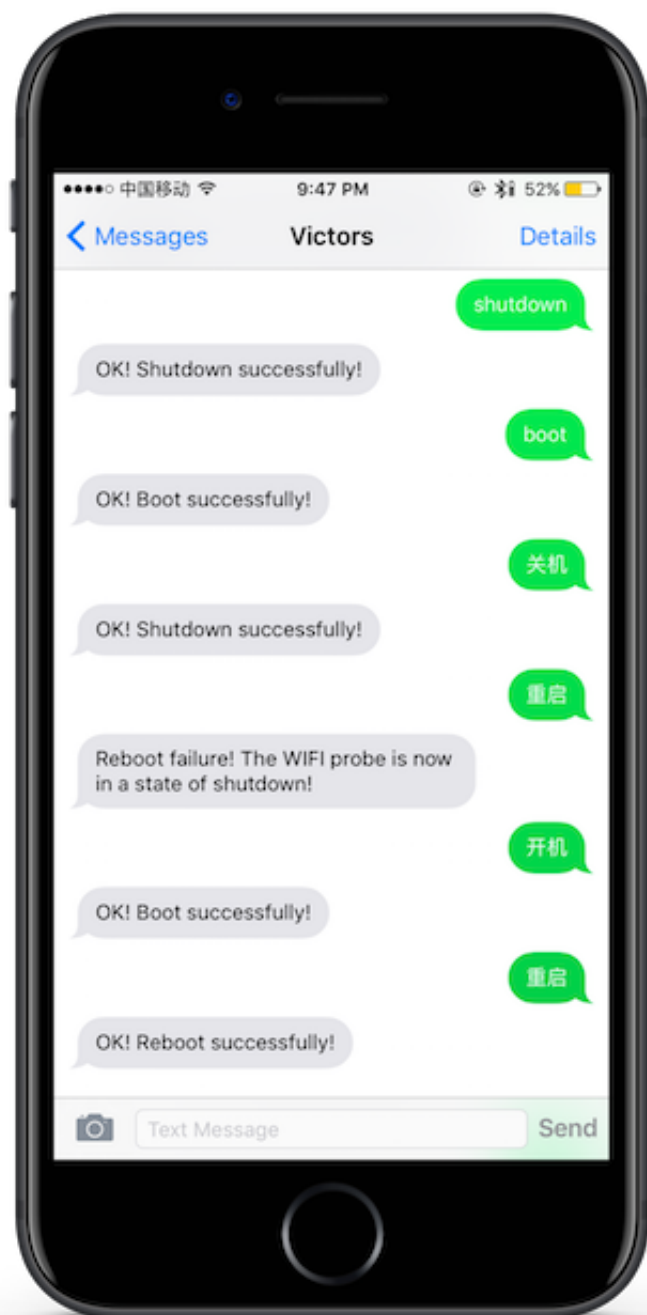 中国移动 9:47 PM 52%
Messages Victors Details
shutdown
OK! Shutdown successfully!
boot
OK! Boot successfully!
关机
OK! Shutdown successfully!
重启
Reboot failure! The WIFI probe is now
in a state of shutdown!
开机
OK! Boot successfully!
重启
OK! Reboot successfully!
Text Message Send